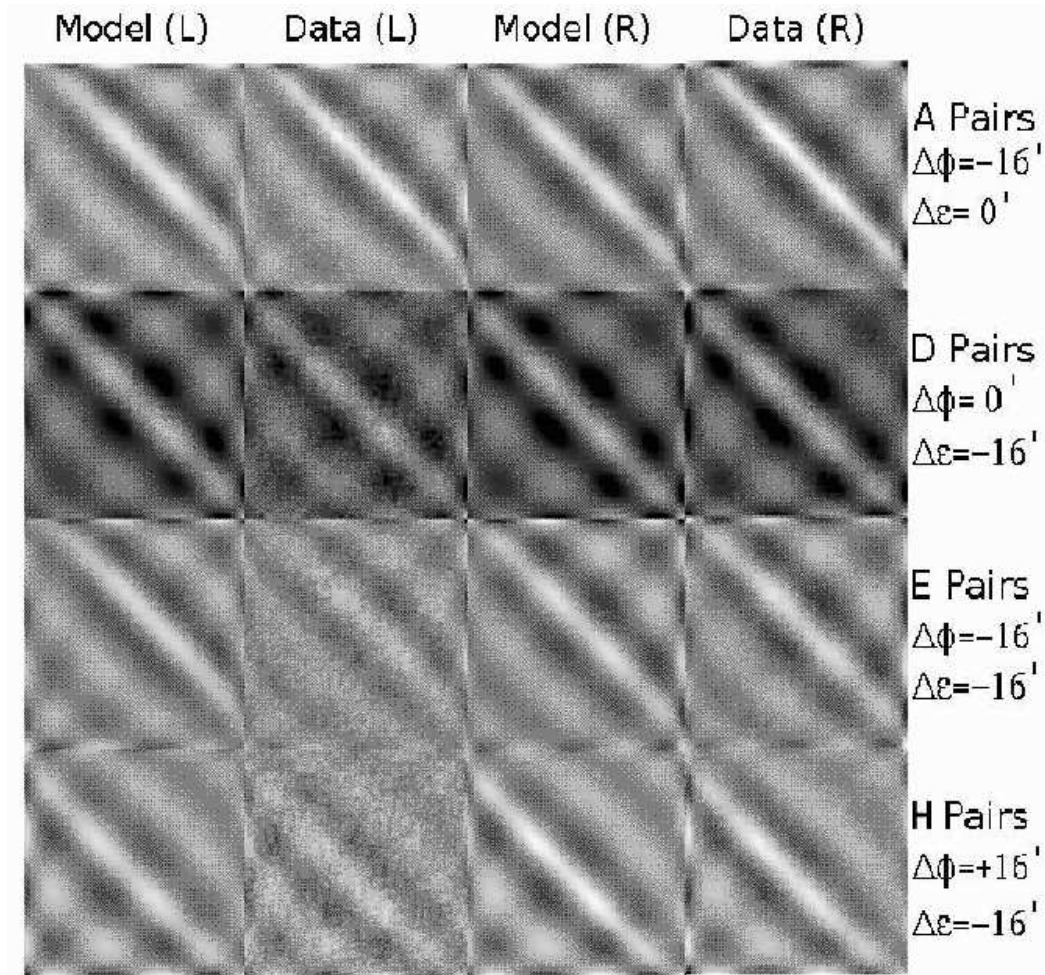 Model (L) Data (L) Model (R) Data (R)
A Pairs
Δϕ=-16'
Δε= 0'
D Pairs
Δϕ= 0'
Δε=-16'
E Pairs
Δϕ=-16'
Δε=-16'
H Pairs
Δϕ=+16'
Δε=-16'